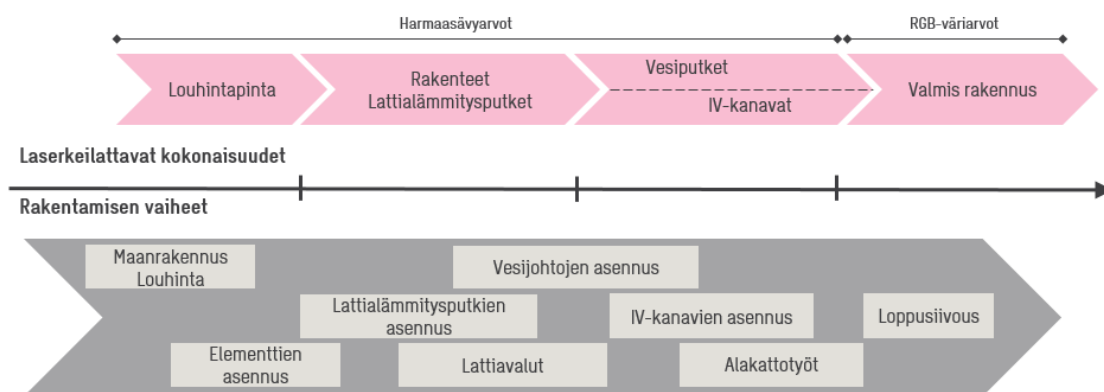 Harmaasävyarvot
RGB-väriarvot
Louhintapinta
Rakenteet
Lattialämmitysputket
Vesiputket
IV-kanavat
Valmis rakennus
Laserkeilattavat kokonaisuudet
Rakentamisen vaiheet
Maanrakennus
Louhinta
Vesijohtojen asennus
Lattialämmitysputkien
asennus
IV-kanavien asennus
Loppusiivous
Elementtien
asennus
Lattiavalut
Alakattotyöt